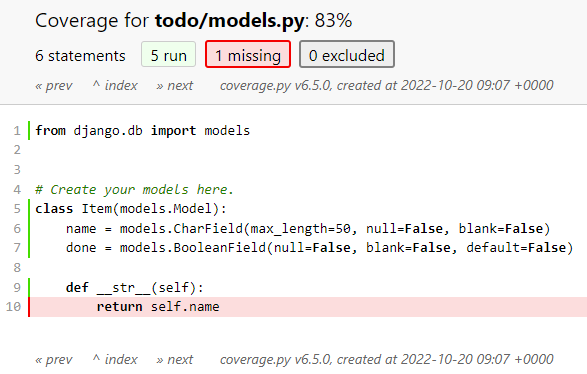 Coverage for todo/models.py: 83%
6 statements 5 run 1 missing 0 excluded
« prev ^ index » next coverage.py v6.5.0, created at 2022-10-20 09:07 +0000
1 from django.db import models
2
3
4 # Create your models here.
5 class Item(models.Model):
6     name = models.CharField(max_length=50, null=False, blank=False)
7     done = models.BooleanField(null=False, blank=False, default=False)
8
9     def __str__(self):
10         return self.name
« prev ^ index » next coverage.py v6.5.0, created at 2022-10-20 09:07 +0000